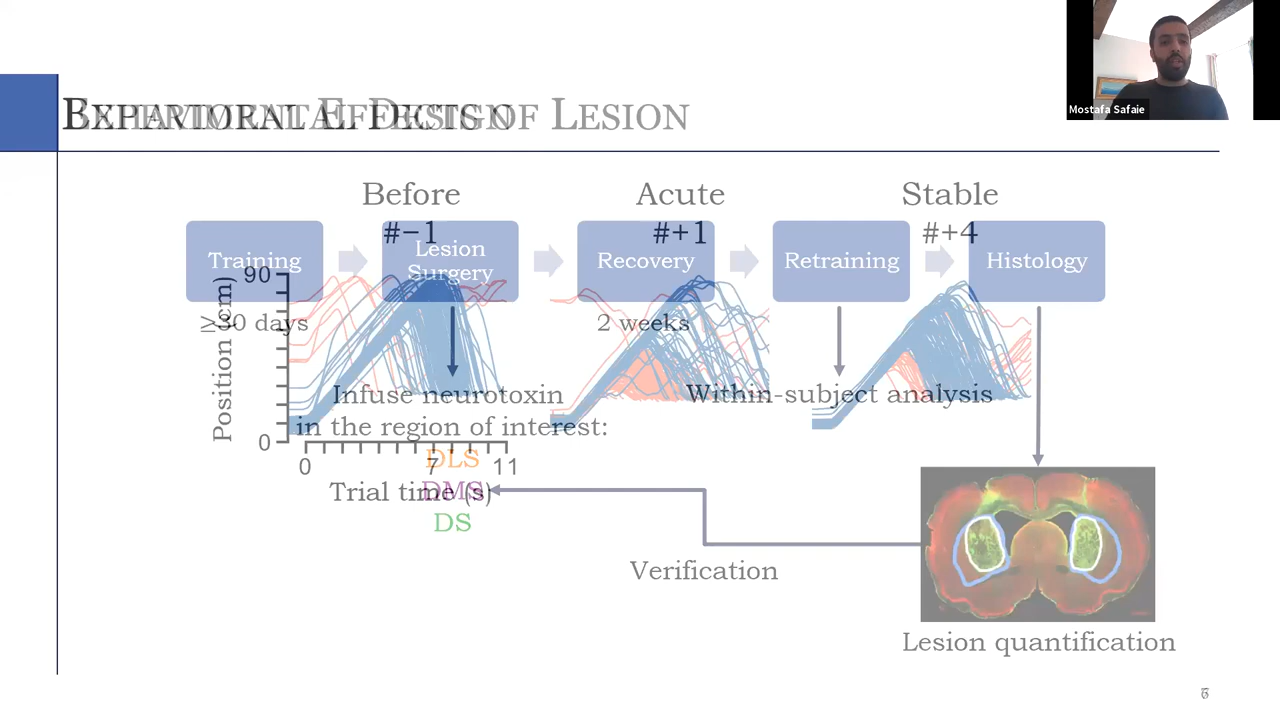 Mostafa Safaie
EXPERIMENTAL DESIGN
BEHAVIORAL EFFECTS OF LESION
Before
Acute
Stable
#−1
#+1
#+4
Training
Lesion
Surgery
Recovery
Retraining
Histology
≥30 days
2 weeks
Position (cm)
90
0
0
7
11
Trial time (s)
Infuse neurotoxin
in the region of interest:
DLS
DMS
DS
Within-subject analysis
Verification
Lesion quantification